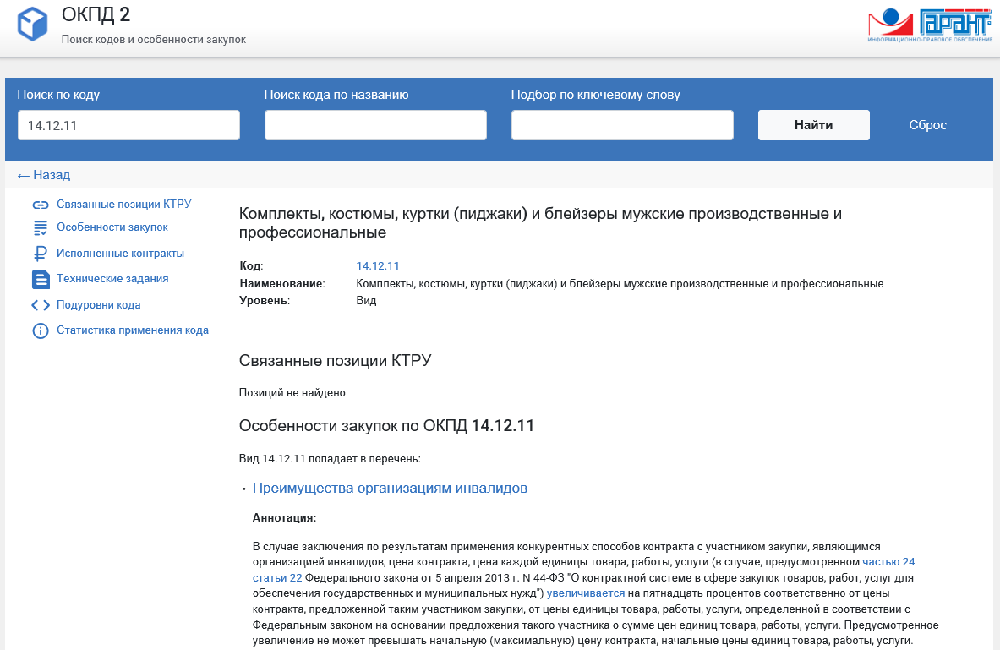 ОКПД 2
Поиск кодов и особенности закупок
ГАРАНТ
ИНФОРМАЦИОННО-ПРАВОВОЕ ОБЕСПЕЧЕНИЕ
Поиск по коду
Поиск кода по названию
Подбор по ключевому слову
14.12.11
Найти
Сброс
← Назад
Связанные позиции КТРУ
Особенности закупок
Исполненные контракты
Технические задания
Подуровни кода
Статистика применения кода
Комплекты, костюмы, куртки (пиджаки) и блейзеры мужские производственные и
профессиональные
Код: 14.12.11
Наименование: Комплекты, костюмы, куртки (пиджаки) и блейзеры мужские производственные и профессиональные
Уровень: Вид
Связанные позиции КТРУ
Позиций не найдено
Особенности закупок по ОКПД 14.12.11
Вид 14.12.11 попадает в перечень:
· Преимущества организациям инвалидов
Аннотация:
В случае заключения по результатам применения конкурентных способов контракта с участником закупки, являющимся
организацией инвалидов, цена контракта, цена каждой единицы товара, работы, услуги (в случае, предусмотренном частью 24
статьи 22 Федерального закона от 5 апреля 2013 г. N 44-ФЗ "О контрактной системе в сфере закупок товаров, работ, услуг для
обеспечения государственных и муниципальных нужд") увеличивается на пятнадцать процентов соответственно от цены
контракта, предложенной таким участником закупки, от цены единицы товара, работы, услуги, определенной в соответствии с
Федеральным законом на основании предложения такого участника о сумме цен единиц товара, работы, услуги. Предусмотренное
увеличение не может превышать начальную (максимальную) цену контракта, начальные цены единиц товара, работы, услуги.